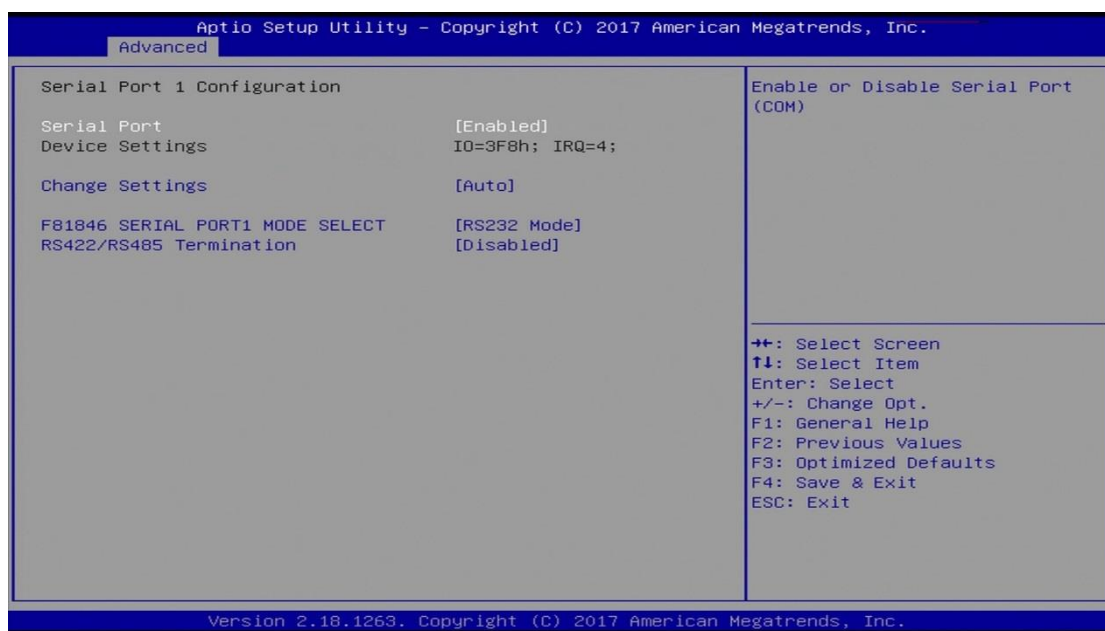 Aptio Setup Utility – Copyright (C) 2017 American Megatrends, Inc.
Advanced
Serial Port 1 Configuration
Serial Port [Enabled]
Device Settings IO=3F8h; IRQ=4;
Change Settings [Auto]
F81846 SERIAL PORT1 MODE SELECT [RS232 Mode]
RS422/RS485 Termination [Disabled]
Enable or Disable Serial Port
(COM)
→←: Select Screen
↑↓: Select Item
Enter: Select
+/-: Change Opt.
F1: General Help
F2: Previous Values
F3: Optimized Defaults
F4: Save & Exit
ESC: Exit
Version 2.18.1263. Copyright (C) 2017 American Megatrends, Inc.